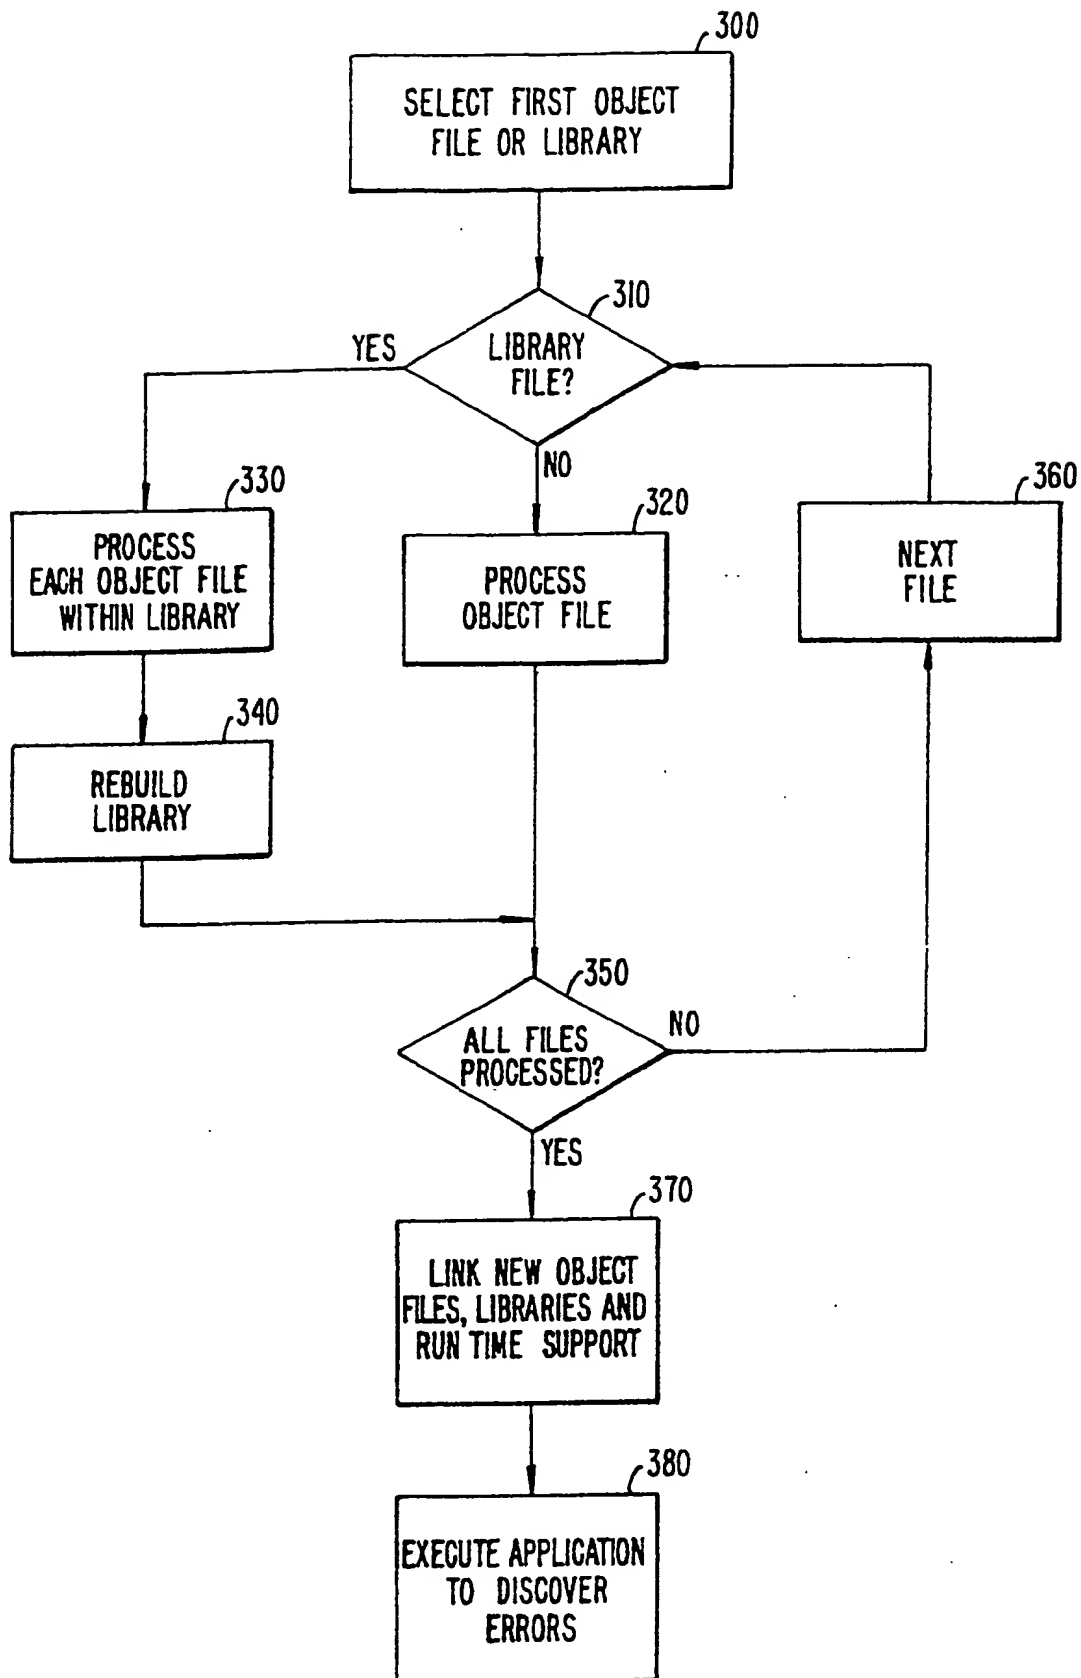 300
SELECT FIRST OBJECT
FILE OR LIBRARY
310
YES
LIBRARY
FILE?
NO
330
PROCESS
EACH OBJECT FILE
WITHIN LIBRARY
320
PROCESS
OBJECT FILE
360
NEXT
FILE
340
REBUILD
LIBRARY
350
ALL FILES
PROCESSED?
NO
YES
370
LINK NEW OBJECT
FILES, LIBRARIES AND
RUN TIME SUPPORT
380
EXECUTE APPLICATION
TO DISCOVER
ERRORS